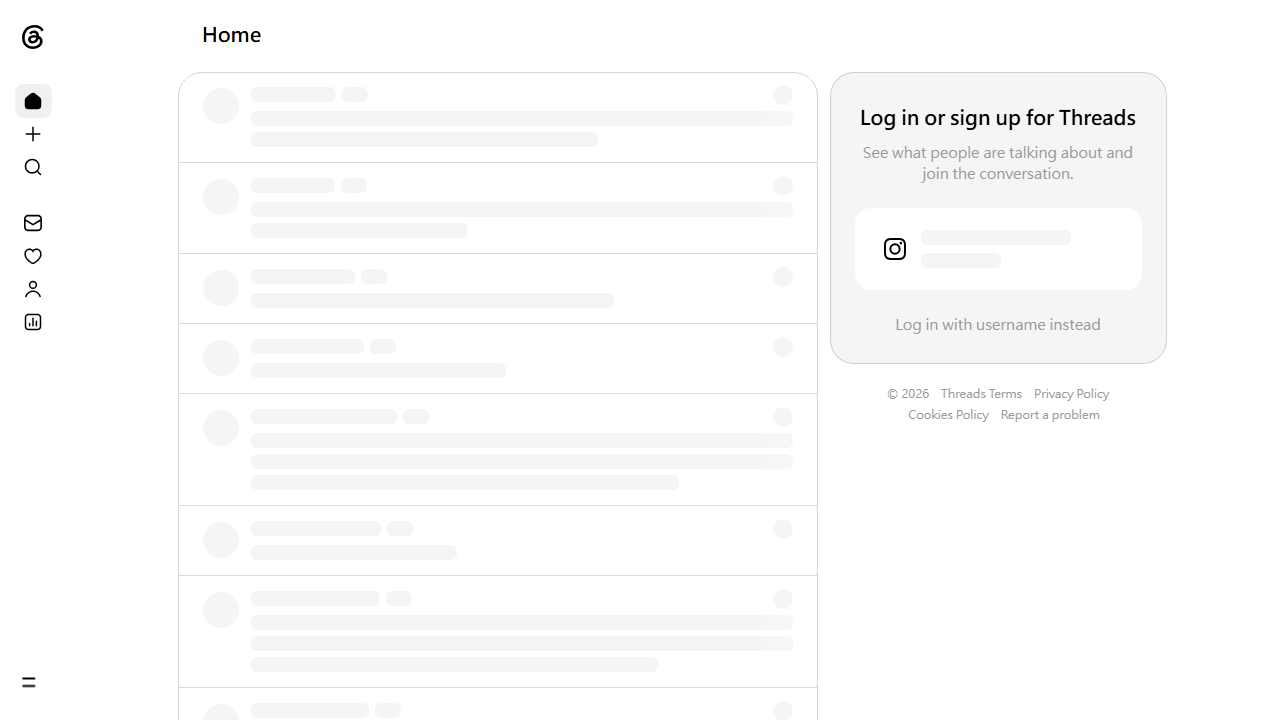 Home
Log in or sign up for Threads
See what people are talking about and
join the conversation.
Log in with username instead
© 2026 Threads Terms Privacy Policy
Cookies Policy Report a problem